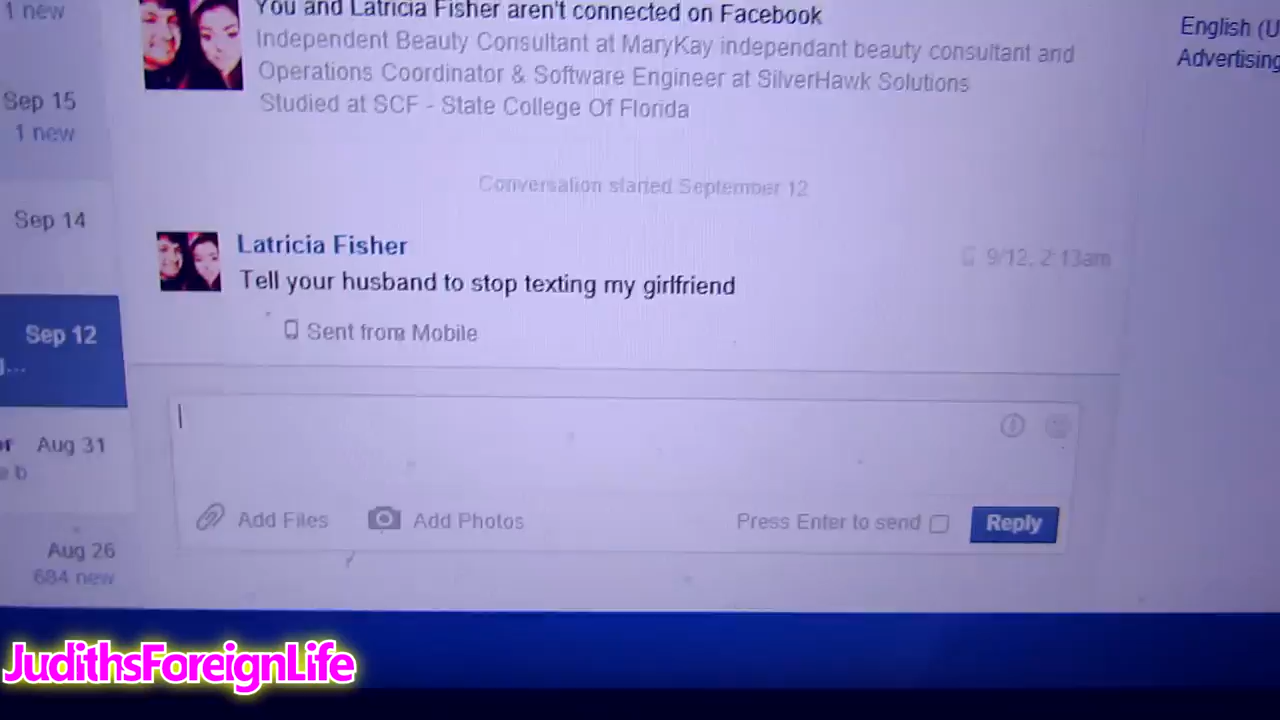 1 new
You and Latricia Fisher aren't connected on Facebook
Independent Beauty Consultant at MaryKay independant beauty consultant and
Operations Coordinator & Software Engineer at SilverHawk Solutions
Studied at SCF - State College Of Florida
English (U
Advertising
Sep 15
1 new
Sep 14
Conversation started September 12
Latricia Fisher
9/12, 2:13am
Tell your husband to stop texting my girlfriend
Sent from Mobile
Sep 12
Aug 31
Add Files
Add Photos
Press Enter to send
Reply
Aug 26
684 new
JudithsForeignLife